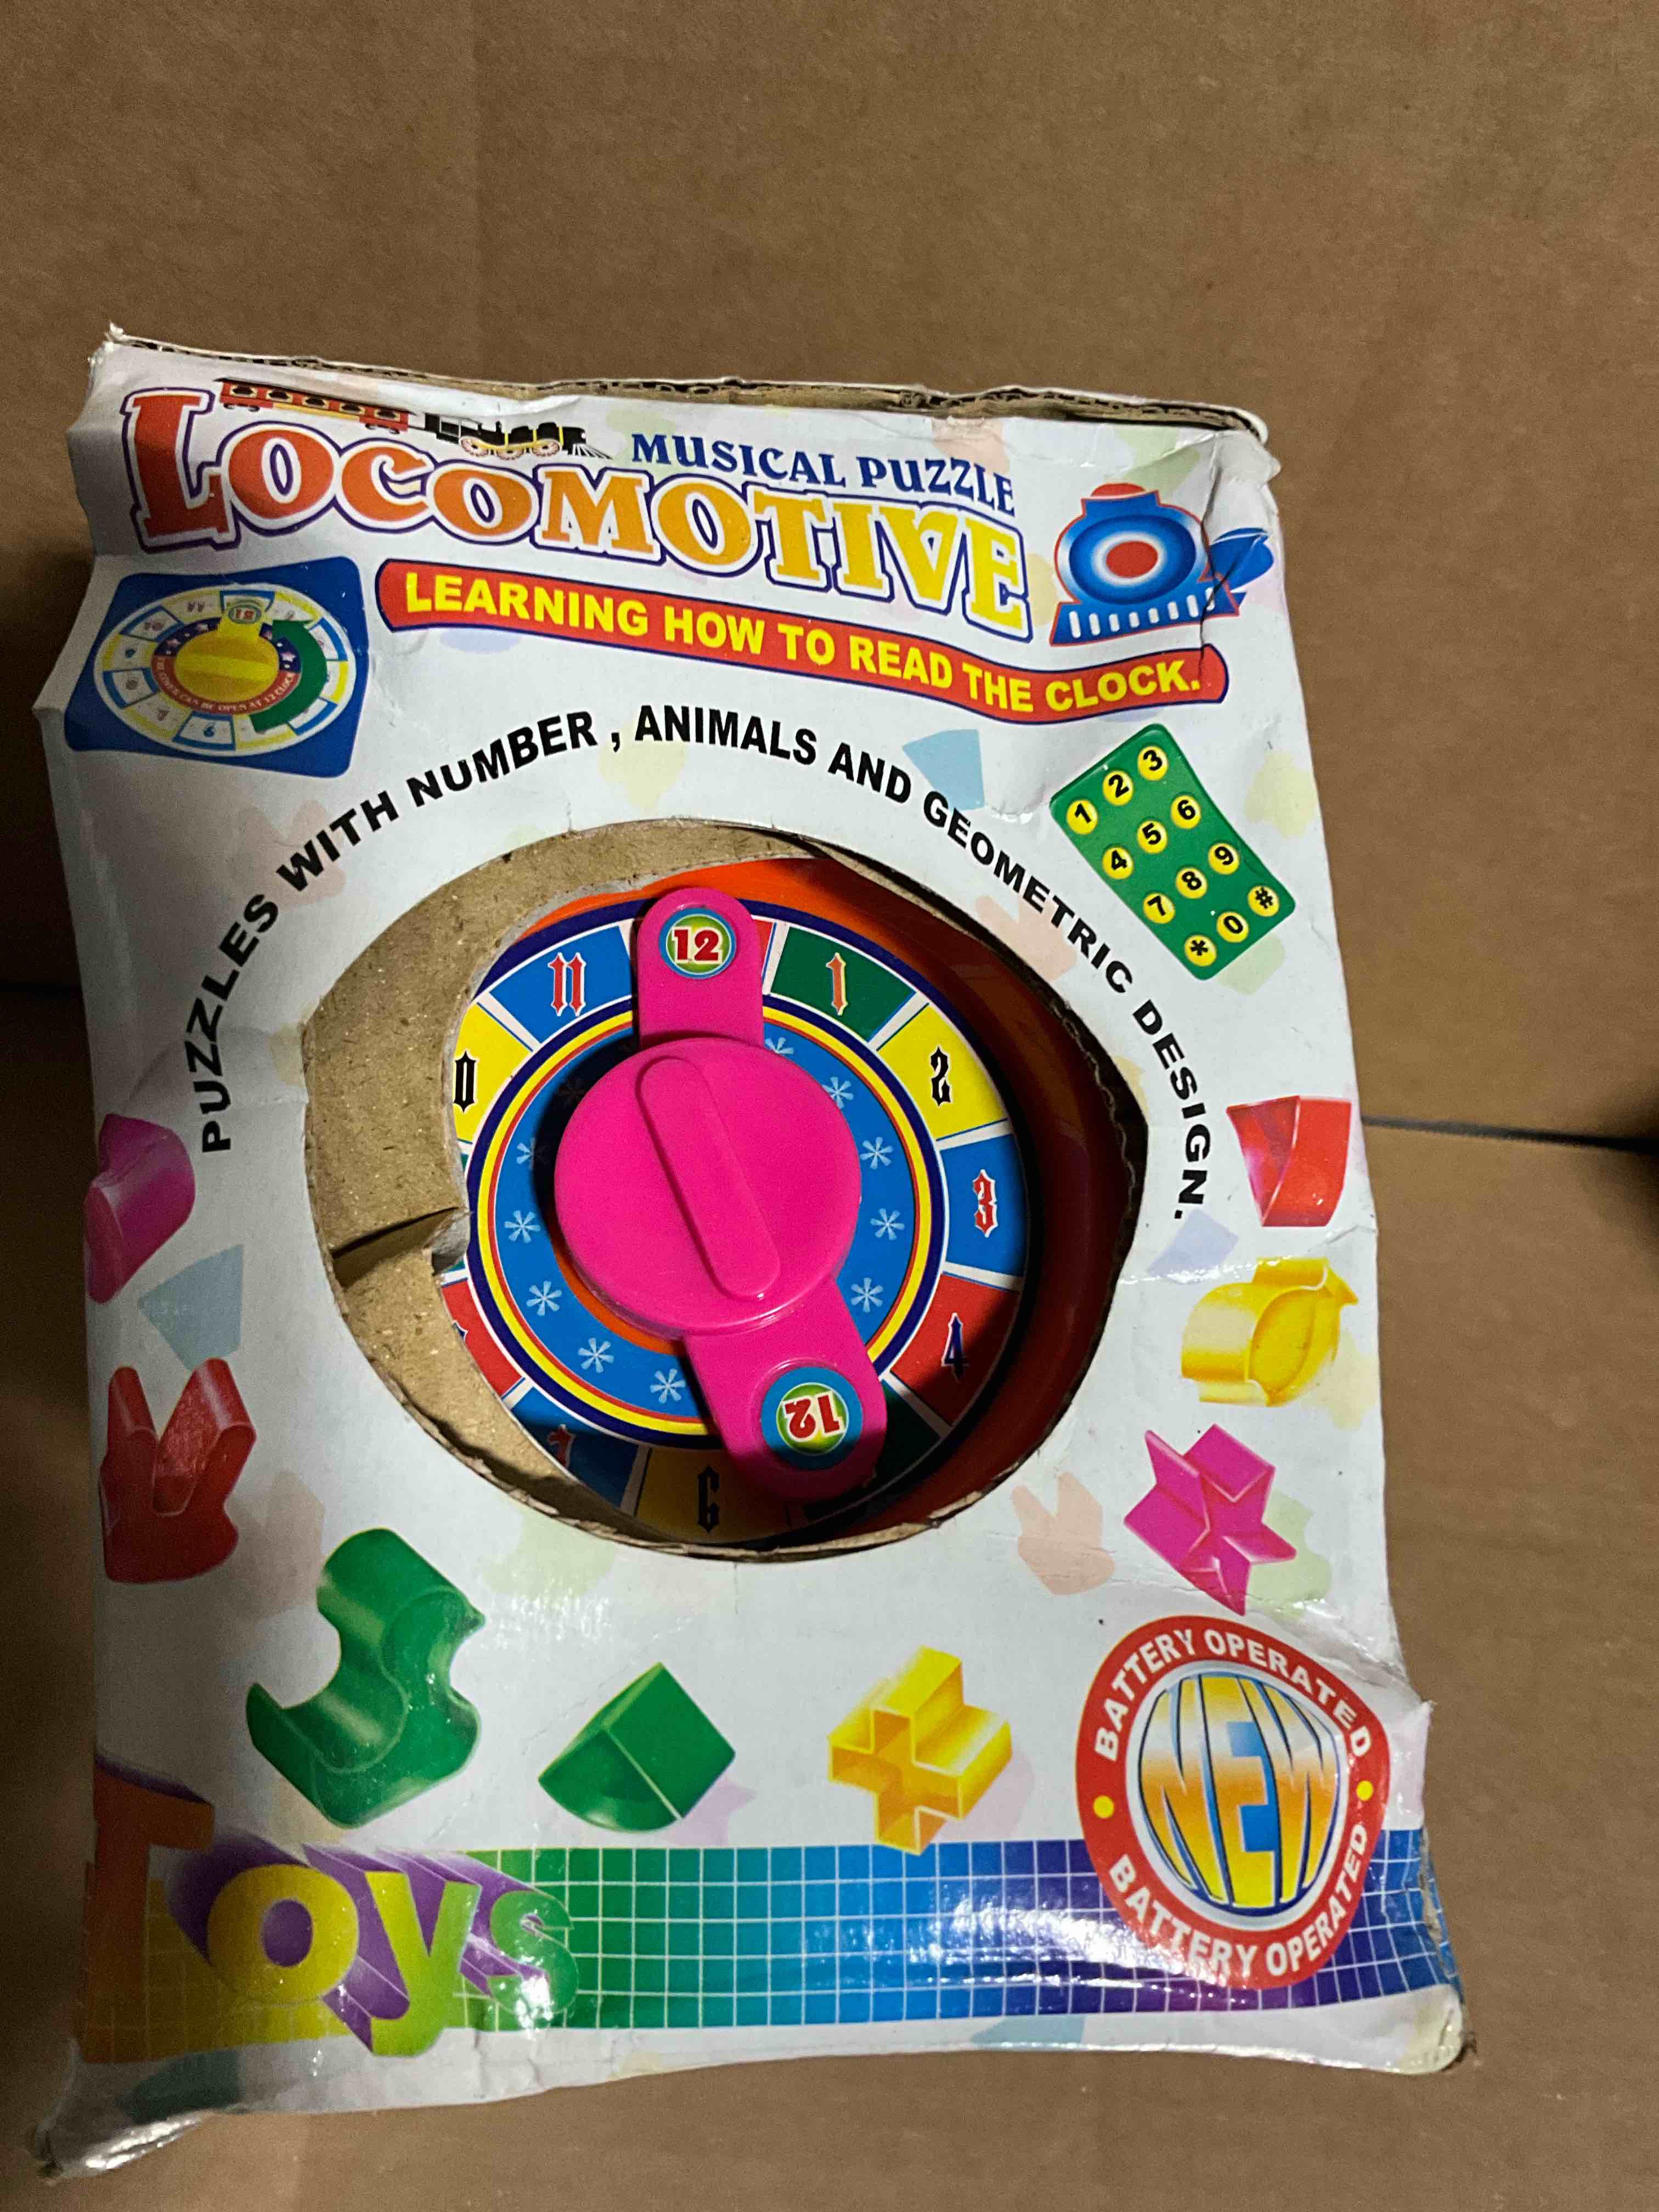 MUSICAL PUZZLE
LOCOMOTIVE
LEARNING HOW TO READ THE CLOCK.
PUZZLES WITH NUMBER , ANIMALS AND GEOMETRIC DESIGN.
1 2 3
4 5 6
7 8 9
* 0 #
12
11
1
2
3
4
6
12
BATTERY OPERATED
NEW
BATTERY OPERATED
Toys